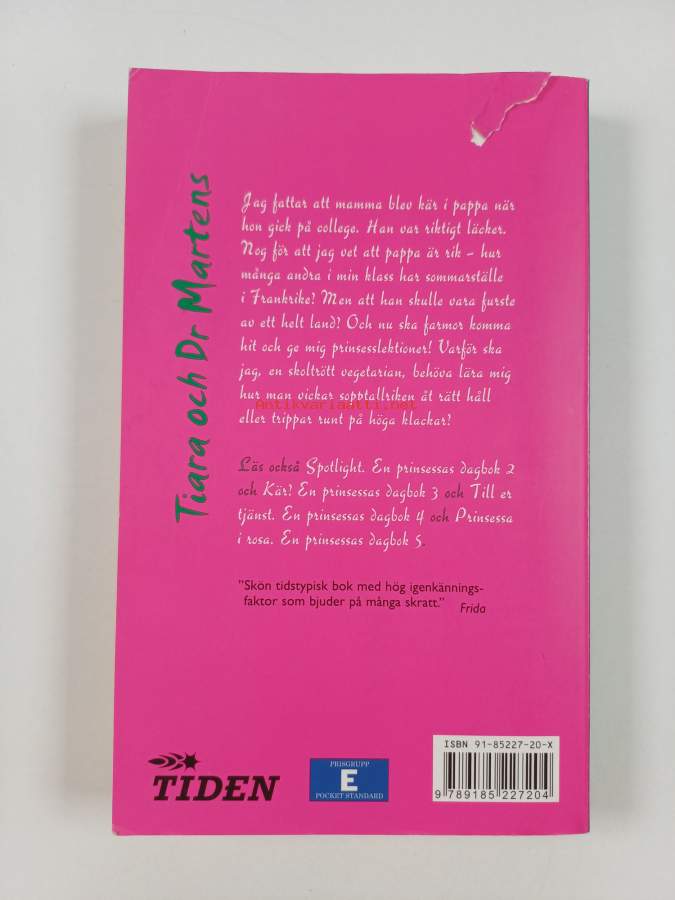 Tiara och Dr Martens
Jag fattar att mamma blev kär i pappa när
hon gick på college. Han var riktigt läcker.
Nog för att jag vet att pappa är rik – hur
många andra i min klass har sommarställe
i Frankrike? Men att han skulle vara furste
av ett helt land? Och nu ska farmor komma
hit och ge mig prinsesslektioner! Varför ska
jag, en skoltrött vegetarian, behöva lära mig
hur man vickar sopptallriken åt rätt håll
Antikvariaatti.net
eller trippar runt på höga klackar?
Läs också Spotlight. En prinsessas dagbok 2
och Kär? En prinsessas dagbok 3 och Till er
tjänst. En prinsessas dagbok 4 och Prinsessa
i rosa. En prinsessas dagbok 5.
”Skön tidstypisk bok med hög igenkännings-
faktor som bjuder på många skratt.” Frida
TIDEN
PRISGRUPP
E
POCKET STANDARD
ISBN 91-85227-20-X
9 789185 227204